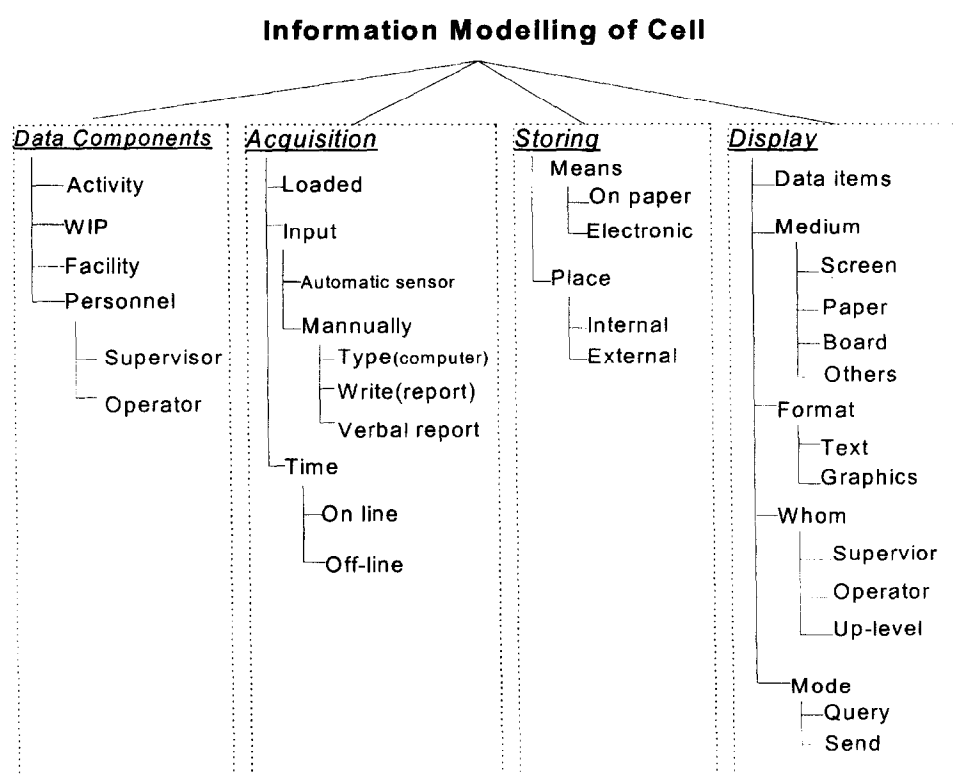 Information Modelling of Cell
Data Components
Activity
WIP
Facility
Personnel
Supervisor
Operator
Acquisition
Loaded
Input
Automatic sensor
Mannually
Type(computer)
Write(report)
Verbal report
Time
On line
Off-line
Storing
Means
On paper
Electronic
Place
Internal
External
Display
Data items
Medium
Screen
Paper
Board
Others
Format
Text
Graphics
Whom
Supervior
Operator
Up-level
Mode
Query
Send